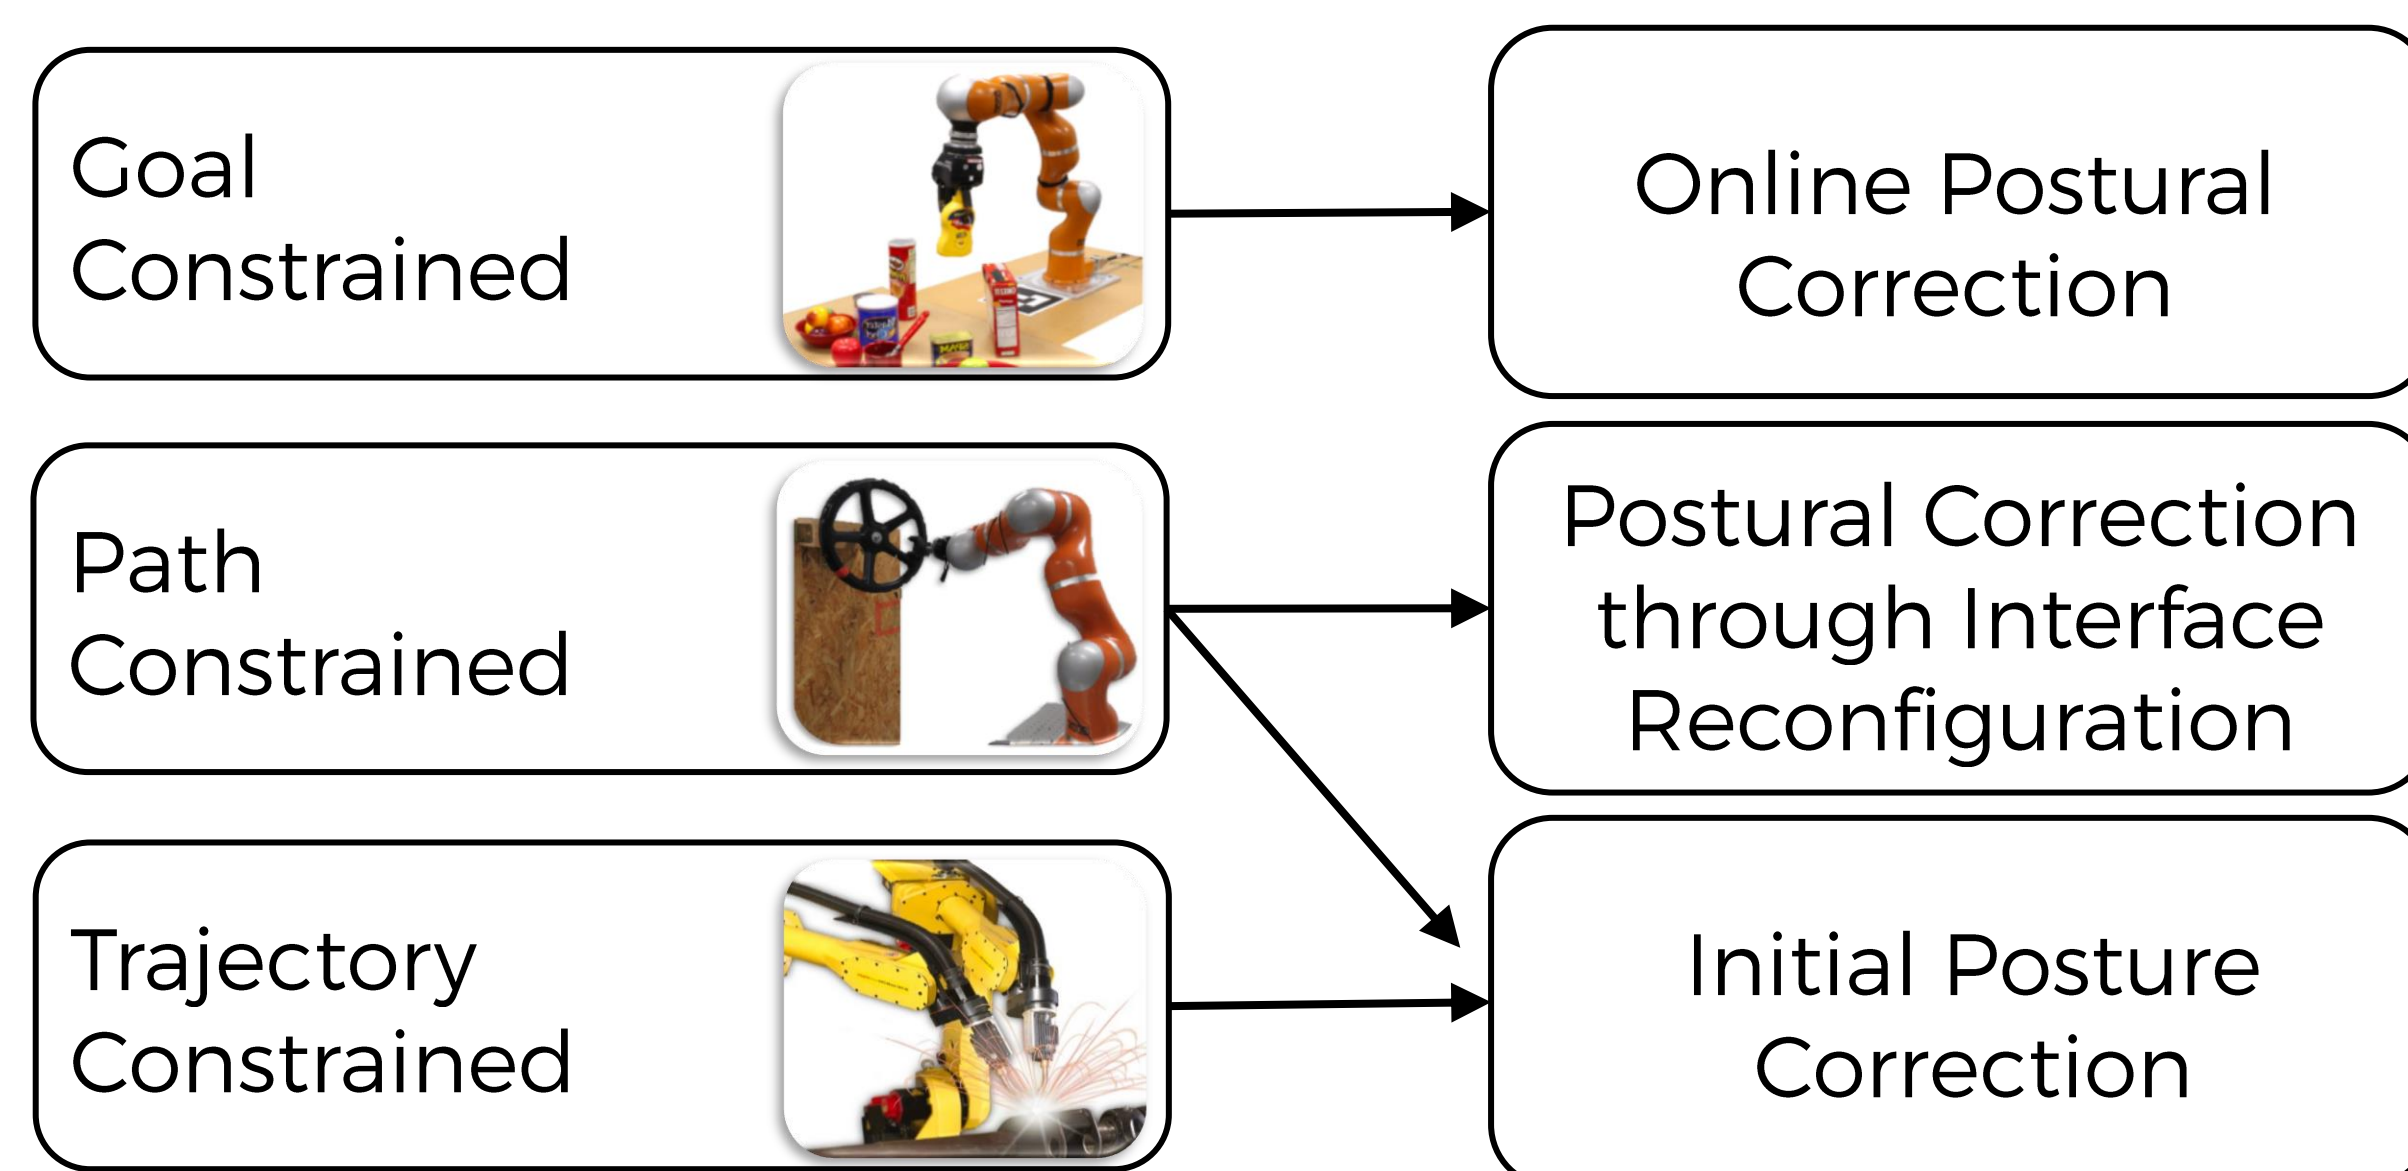 Goal
Constrained
Online Postural
Correction
Path
Constrained
Postural Correction
through Interface
Reconfiguration
Trajectory
Constrained
Initial Posture
Correction